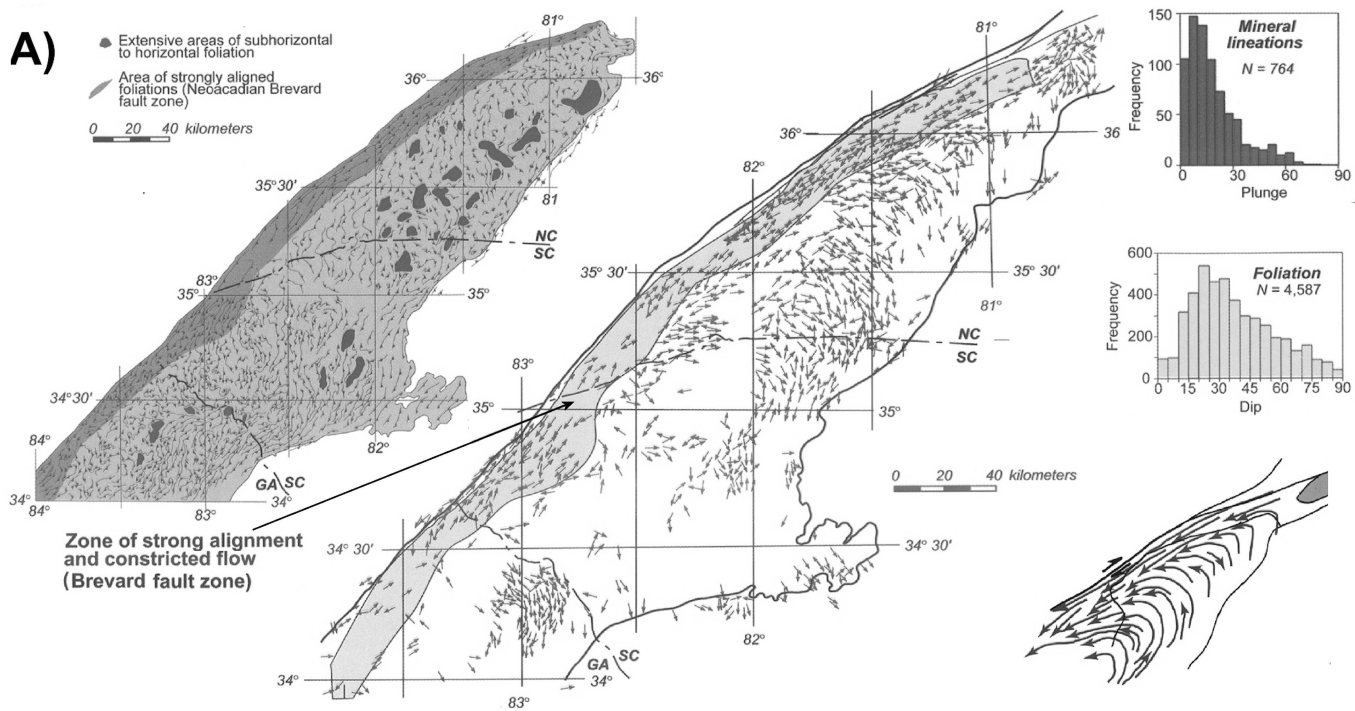 A)
Extensive areas of subhorizontal
to horizontal foliation
Area of strongly aligned
foliations (Neoacadian Brevard
fault zone)
0 20 40 kilometers
81°
36°
36°
35° 30'
81
NC
SC
83°
35°
35°
34° 30'
82°
84°
34°
84°
83°
GA SC
34°
Zone of strong alignment
and constricted flow
(Brevard fault zone)
81°
36°
36
82°
35° 30'
35° 30'
81°
NC
SC
83°
35°
35°
0 20 40 kilometers
34° 30'
34° 30'
82°
GA SC
34°
34°
83°
Mineral
lineations
N = 764
Frequency
150
100
50
0
0 30 60 90
Plunge
Foliation
N = 4,587
Frequency
600
400
200
0
0 15 30 45 60 75 90
Dip